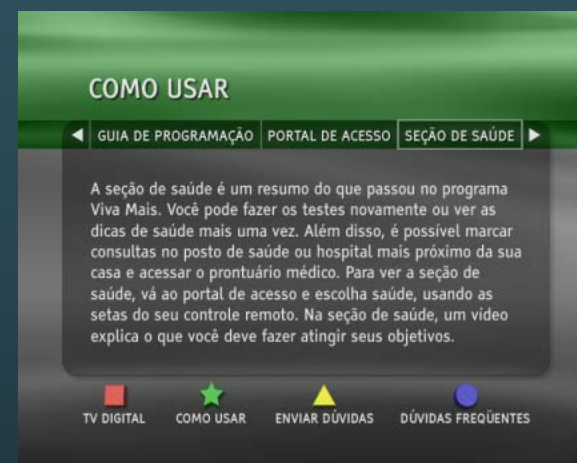 COMO USAR
GUIA DE PROGRAMAÇÃO PORTAL DE ACESSO SEÇÃO DE SAÚDE
A seção de saúde é um resumo do que passou no programa
Viva Mais. Você pode fazer os testes novamente ou ver as
dicas de saúde mais uma vez. Além disso, é possível marcar
consultas no posto de saúde ou hospital mais próximo da sua
casa e acessar o prontuário médico. Para ver a seção de
saúde, vá ao portal de acesso e escolha saúde, usando as
setas do seu controle remoto. Na seção de saúde, um vídeo
explica o que você deve fazer atingir seus objetivos.
TV DIGITAL COMO USAR ENVIAR DÚVIDAS DÚVIDAS FREQÜENTES